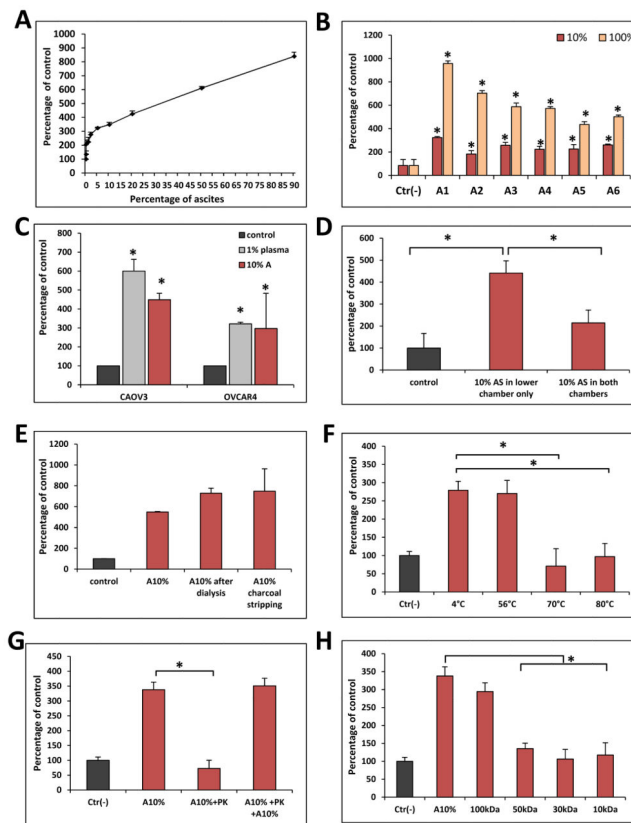 A
Percentage of control
1000
900
800
700
600
500
400
300
200
100
0
0 5 10 15 20 25 30 35 40 45 50 55 60 65 70 75 80 85 90
Percentage of ascites
B
10% 100%
Percentage of control
1200
1000
800
600
400
200
0
* * * * * *
* * * * * *
Ctr(-) A1 A2 A3 A4 A5 A6
C
control
1% plasma
10% A
Percentage of control
800
700
600
500
400
300
200
100
0
* * * *
CAOV3 OVCAR4
D
percentage of control
600
500
400
300
200
100
0
* *
control 10% AS in lower 10% AS in both
chamber only chambers
E
Percentage of control
1200
1000
800
600
400
200
0
control A10% A10% after A10%
dialysis charcoal
stripping
F
Percentage of control
400
350
300
250
200
150
100
50
0
*
*
Ctr(-) 4°C 56°C 70°C 80°C
G
Percentage of control
450
400
350
300
250
200
150
100
50
0
*
Ctr(-) A10% A10%+PK A10% +PK
+A10%
H
Percentage of control
400
350
300
250
200
150
100
50
0
*
Ctr(-) A10% 100kDa 50kDa 30kDa 10kDa